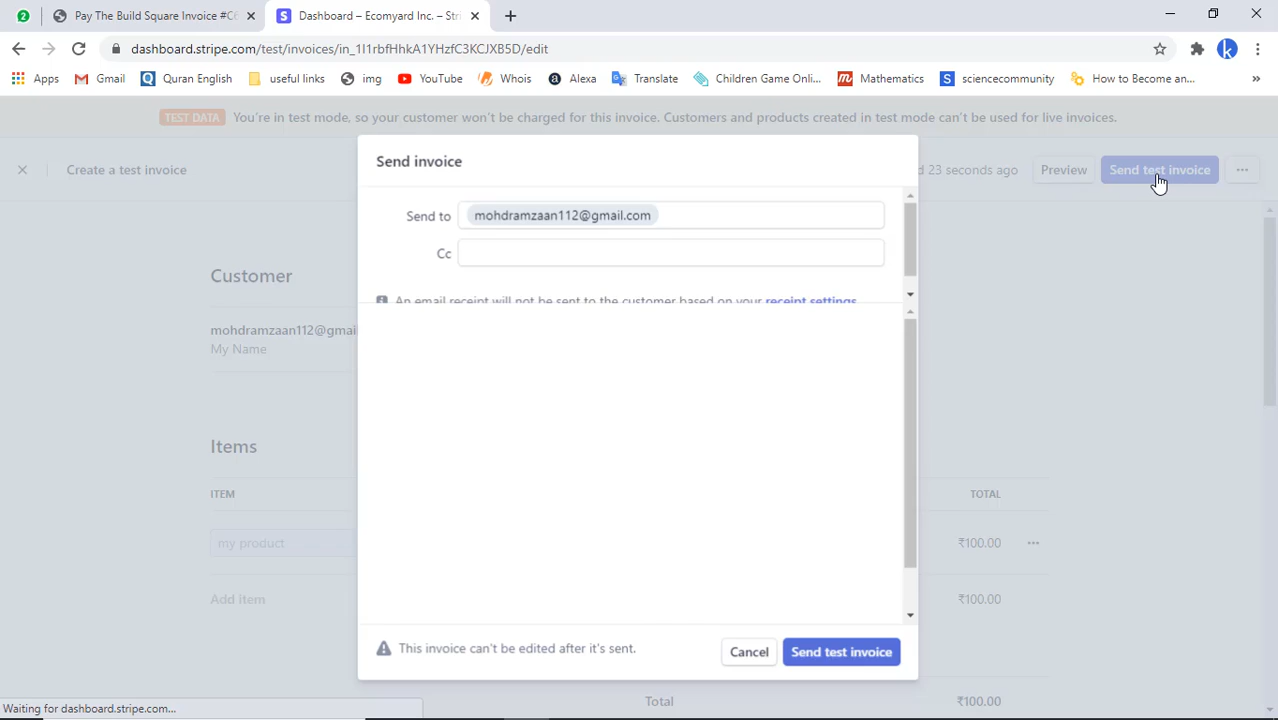 2
Pay The Build Square Invoice #C6
Dashboard – Ecomyard Inc. – Str
dashboard.stripe.com/test/invoices/in_1I1rbfHhkA1YHzfC3KCJXB5D/edit
k
Apps Gmail Quran English useful links img YouTube Whois Alexa Translate Children Game Onli... Mathematics sciencecommunity How to Become an... »
TEST DATA You're in test mode, so your customer won't be charged for this invoice. Customers and products created in test mode can't be used for live invoices.
Create a test invoice
23 seconds ago
Preview
Send test invoice
Send invoice
Send to mohdramzaan112@gmail.com
Cc
An email receipt will not be sent to the customer based on your receipt settings
Customer
mohdramzaan112@gmai
My Name
Items
ITEM TOTAL
my product ₹100.00
Add item ₹100.00
This invoice can't be edited after it's sent.
Cancel
Send test invoice
Total ₹100.00
Waiting for dashboard.stripe.com...